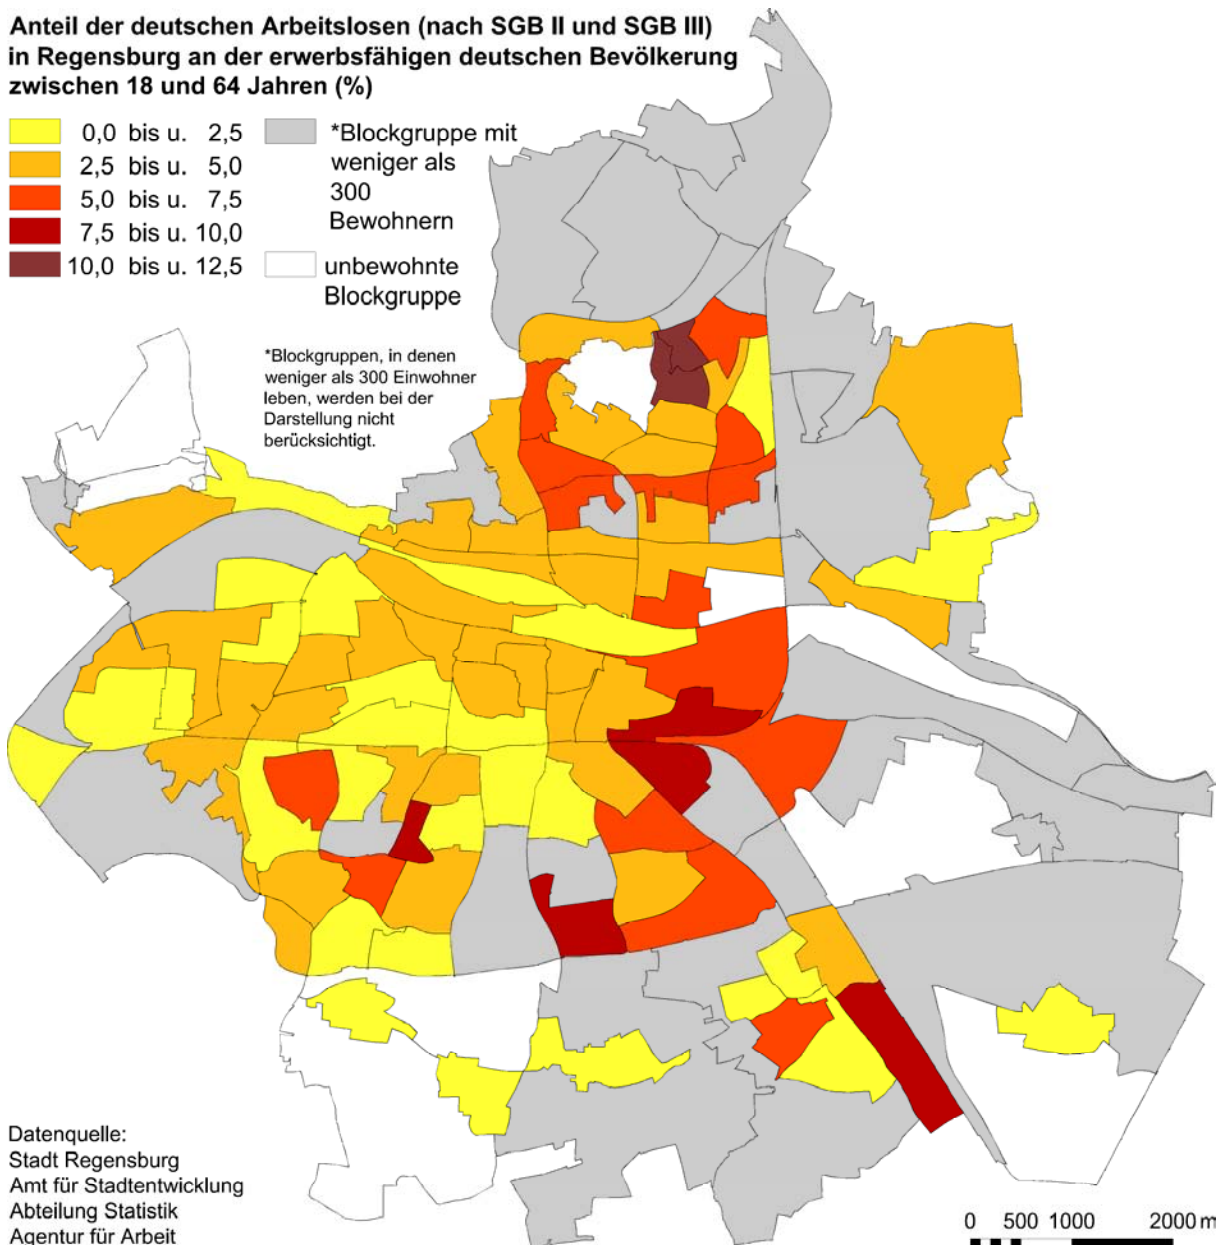 Anteil der deutschen Arbeitslosen (nach SGB II und SGB III)
in Regensburg an der erwerbsfähigen deutschen Bevölkerung
zwischen 18 und 64 Jahren (%)
0,0 bis u. 2,5
2,5 bis u. 5,0
5,0 bis u. 7,5
7,5 bis u. 10,0
10,0 bis u. 12,5
*Blockgruppe mit
weniger als
300
Bewohnern
unbewohnte
Blockgruppe
*Blockgruppen, in denen
weniger als 300 Einwohner
leben, werden bei der
Darstellung nicht
berücksichtigt.
Datenquelle:
Stadt Regensburg
Amt für Stadtentwicklung
Abteilung Statistik
Agentur für Arbeit
0 500 1000 2000 m